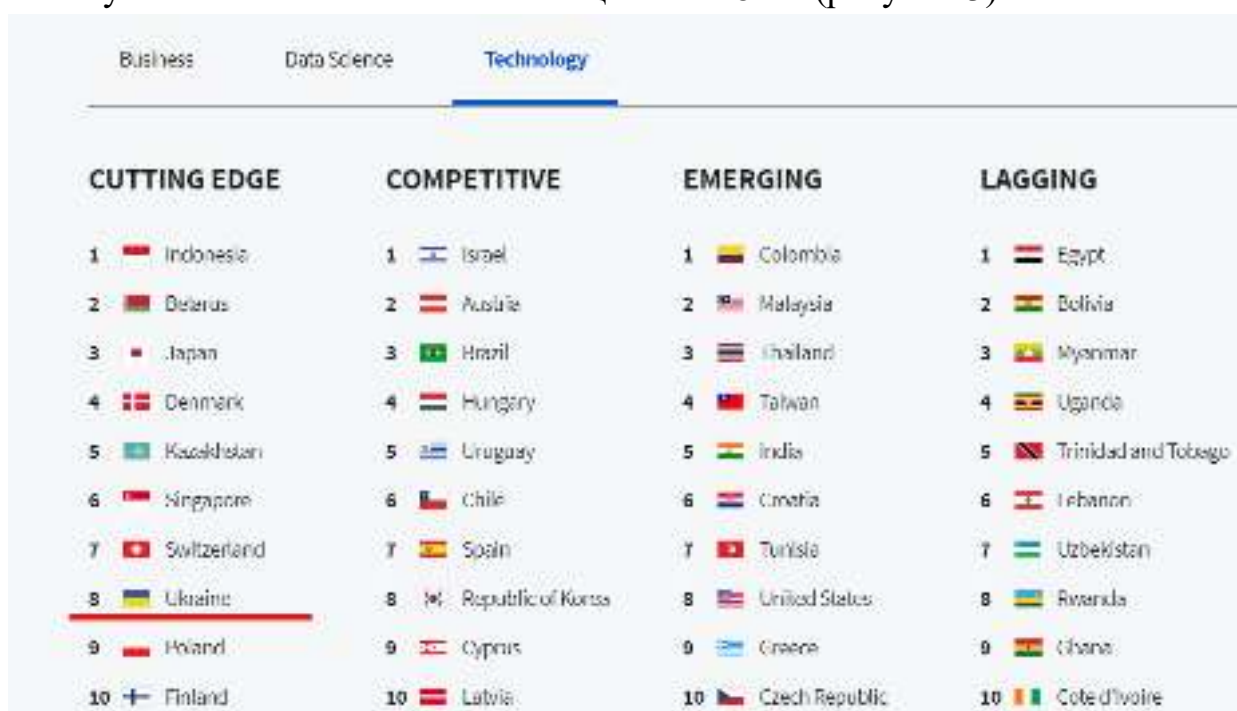 Business Data Science Technology
CUTTING EDGE COMPETITIVE EMERGING LAGGING
1 Indonesia 1 Israel 1 Colombia 1 Egypt
2 Belarus 2 Austria 2 Malaysia 2 Bolivia
3 Japan 3 Brazil 3 Thailand 3 Myanmar
4 Denmark 4 Hungary 4 Taiwan 4 Uganda
5 Kazakhstan 5 Uruguay 5 India 5 Trinidad and Tobago
6 Singapore 6 Chile 6 Croatia 6 Lebanon
7 Switzerland 7 Spain 7 Tunisia 7 Uzbekistan
8 Ukraine 8 Republic of Korea 8 United States 8 Rwanda
9 Poland 9 Cyprus 9 Greece 9 Ghana
10 Finland 10 Latvia 10 Czech Republic 10 Cote d'Ivoire